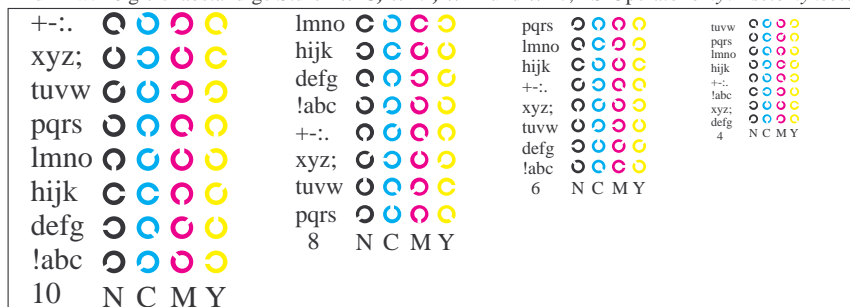 +-:.
xyz;
tuvw
pqrs
lmno
hijk
defg
!abc
10 N C M Y
lmno
hijk
defg
!abc
+-:.
xyz;
tuvw
pqrs
8 N C M Y
pqrs
lmno
hijk
+-:.
xyz;
tuvw
defg
!abc
6 N C M Y
tuvw
pqrs
lmno
hijk
+-:.
!abc
xyz;
defg
4 N C M Y